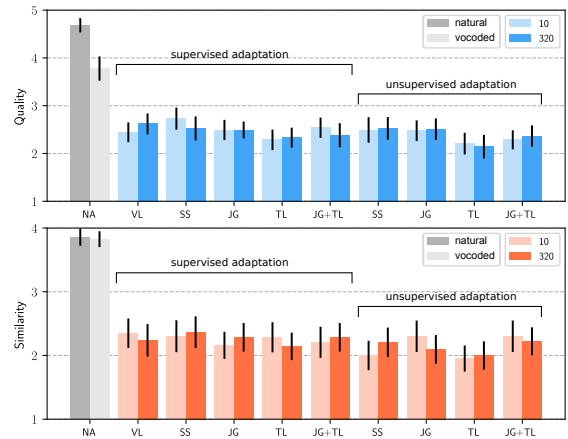 5
4
3
2
1
Quality
natural
vocoded
10
320
supervised adaptation
unsupervised adaptation
NA VL SS JG TL JG+TL SS JG TL JG+TL
4
3
2
1
Similarity
natural
vocoded
10
320
supervised adaptation
unsupervised adaptation
NA VL SS JG TL JG+TL SS JG TL JG+TL